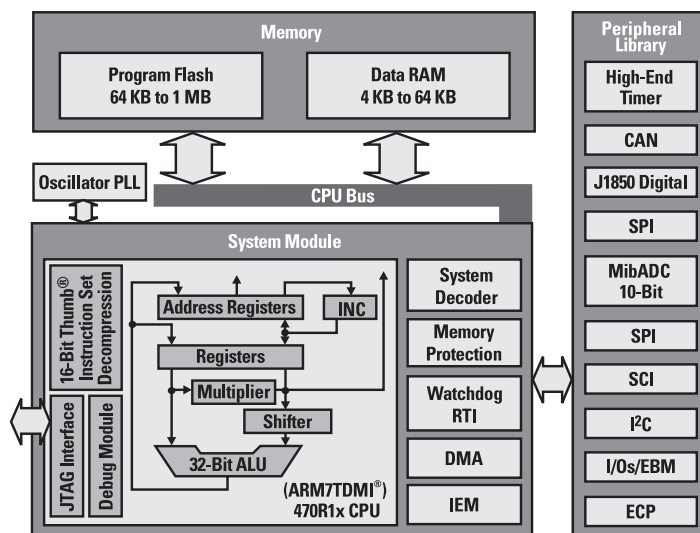 Memory
Program Flash
64 KB to 1 MB
Data RAM
4 KB to 64 KB
Oscillator PLL
CPU Bus
System Module
16-Bit Thumb®
Instruction Set
Decompression
JTAG Interface
Debug Module
Address Registers
INC
Registers
Multiplier
Shifter
32-Bit ALU
(ARM7TDMI®)
470R1x CPU
System
Decoder
Memory
Protection
Watchdog
RTI
DMA
IEM
Peripheral
Library
High-End
Timer
CAN
J1850 Digital
SPI
MibADC
10-Bit
SPI
SCI
I²C
I/Os/EBM
ECP